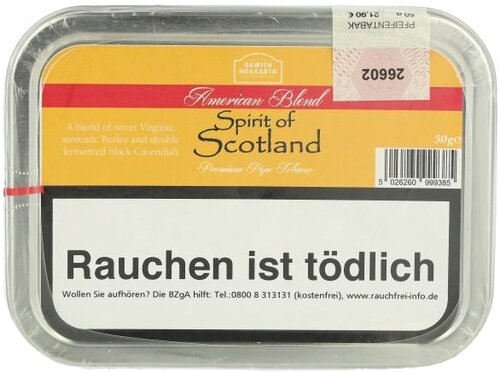 GAWITH
HOGGARTH
PFEIFENTABAK
50 g 21,90 €
26602
American Blend
Spirit of
Scotland
A blend of sweet Virginia,
aromatic Burley and double
fermented black Cavendish
50g℮
Premium Pipe Tobacco
5 026260 999385
Rauchen ist tödlich
Wollen Sie aufhören? Die BZgA hilft: Tel.:0800 8 313131 (kostenfrei), www.rauchfrei-info.de